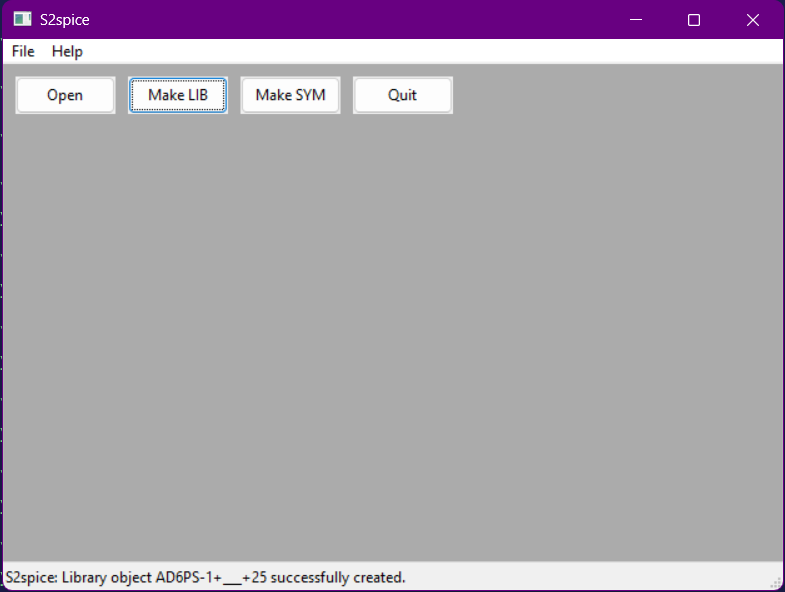 S2spice
File Help
Open Make LIB Make SYM Quit
S2spice: Library object AD6PS-1+___+25 successfully created.